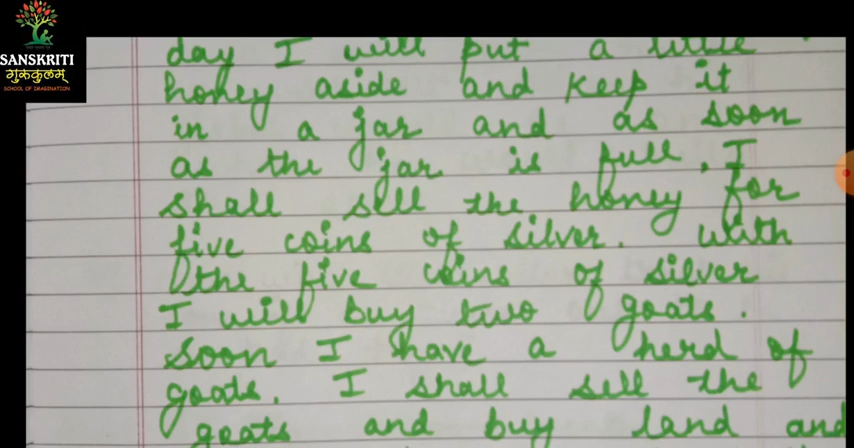 SANSKRITI
गुरुकुलम्
SCHOOL OF IMAGINATION
day I will put a little
honey aside and keep it
in a jar and as soon
as the jar is full, I
shall sell the honey for
five coins of silver. with
the five coins of silver
I will buy two goats.
soon I have a herd of
goats. I shall sell the
goats and buy land and